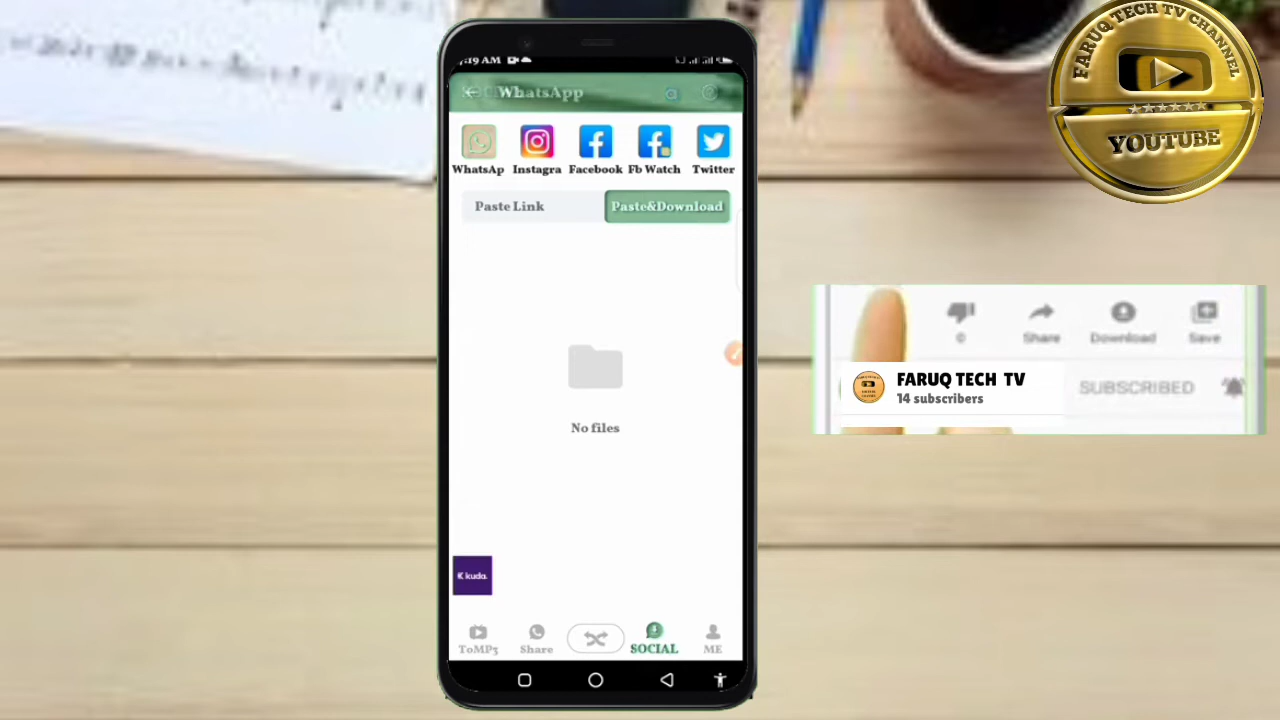 :19 AM
WhatsApp
WhatsAp Instagra Facebook Fb Watch Twitter
Paste Link Paste&Download
No files
kuda.
ToMP3 Share SOCIAL ME
FARUQ TECH TV CHANNEL
YOUTUBE
0 Share Download Save
FARUQ TECH TV
14 subscribers
SUBSCRIBED